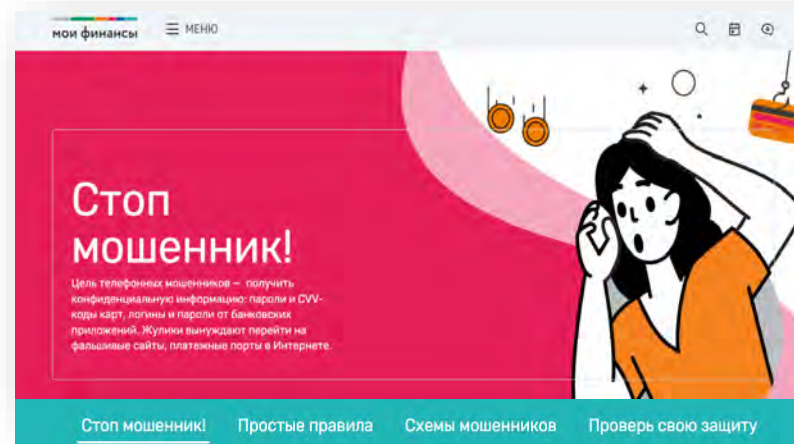 мои финансы
МЕНЮ
Стоп
мошенник!
Цель телефонных мошенников – получить
конфиденциальную информацию: пароли и CVV-
коды карт, логины и пароли от банковских
приложений. Жулики вынуждают перейти на
фальшивые сайты, платежные порты в Интернете.
Стоп мошенник! Простые правила Схемы мошенников Проверь свою защиту